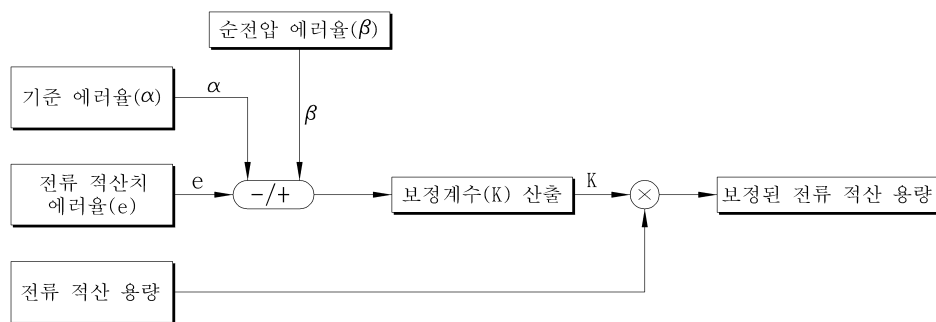 순전압 에러율(β)
기준 에러율(α)
α
β
전류 적산치
에러율(e)
e
-/+
보정계수(K) 산출
K
×
보정된 전류 적산 용량
전류 적산 용량